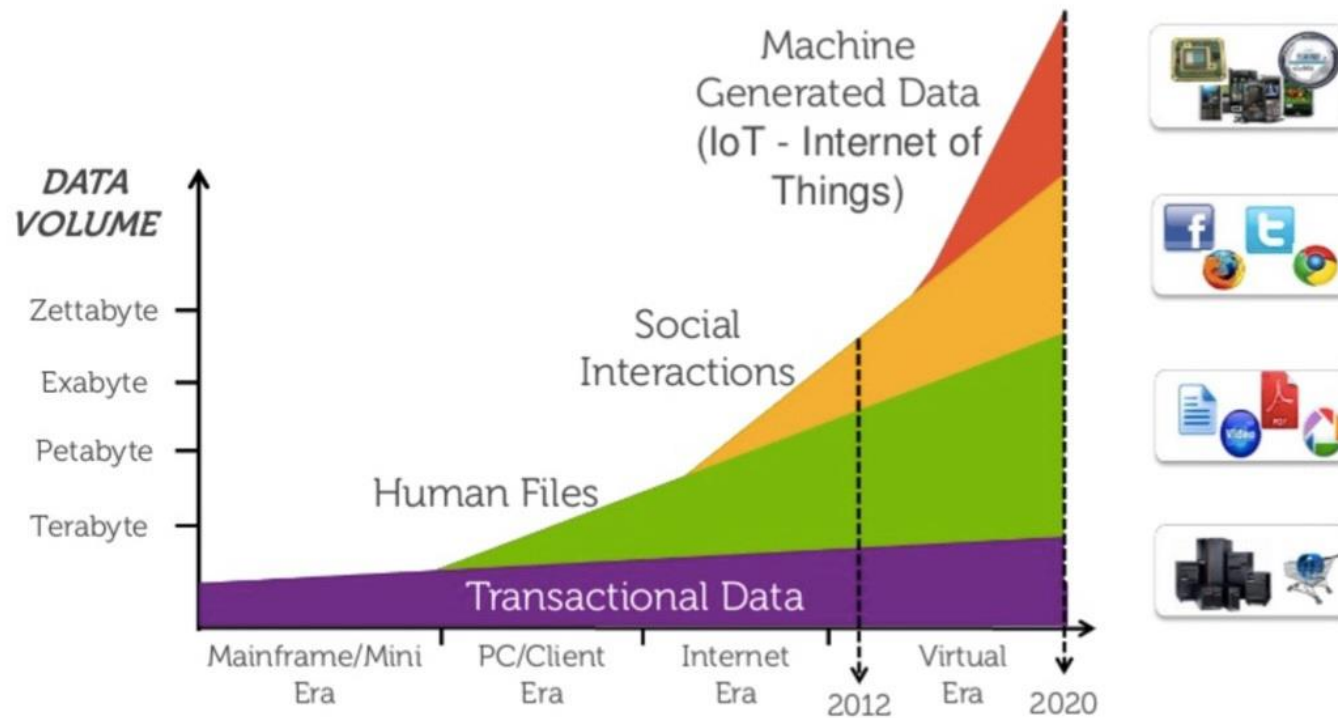 Machine
Generated Data
(IoT - Internet of
Things)
DATA
VOLUME
Zettabyte
Exabyte
Petabyte
Terabyte
Social
Interactions
Human Files
Transactional Data
Mainframe/Mini
Era
PC/Client
Era
Internet
Era
2012
Virtual
Era
2020
f
t
Video